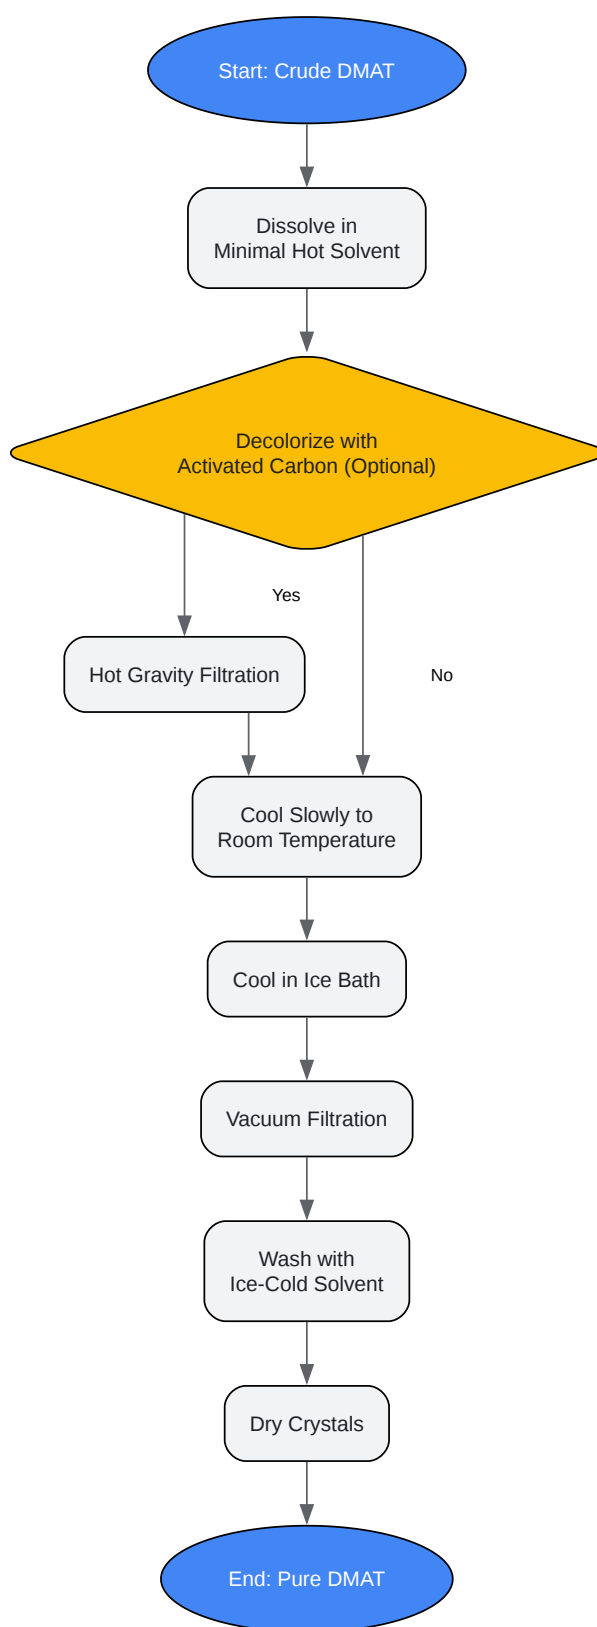 Start: Crude DMAT
Dissolve in
Minimal Hot Solvent
Decolorize with
Activated Carbon (Optional)
Yes
Hot Gravity Filtration
No
Cool Slowly to
Room Temperature
Cool in Ice Bath
Vacuum Filtration
Wash with
Ice-Cold Solvent
Dry Crystals
End: Pure DMAT